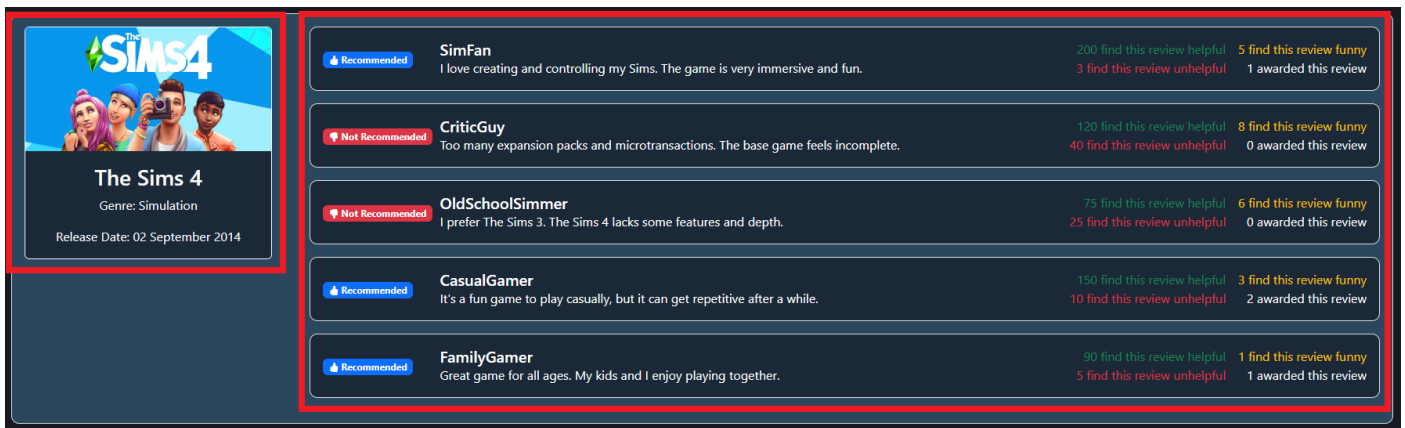 The Sims 4
The Sims 4
Genre: Simulation
Release Date: 02 September 2014
Recommended
SimFan
I love creating and controlling my Sims. The game is very immersive and fun.
200 find this review helpful 5 find this review funny
3 find this review unhelpful 1 awarded this review
Not Recommended
CriticGuy
Too many expansion packs and microtransactions. The base game feels incomplete.
120 find this review helpful 8 find this review funny
40 find this review unhelpful 0 awarded this review
Not Recommended
OldSchoolSimmer
I prefer The Sims 3. The Sims 4 lacks some features and depth.
75 find this review helpful 6 find this review funny
25 find this review unhelpful 0 awarded this review
Recommended
CasualGamer
It's a fun game to play casually, but it can get repetitive after a while.
150 find this review helpful 3 find this review funny
10 find this review unhelpful 2 awarded this review
Recommended
FamilyGamer
Great game for all ages. My kids and I enjoy playing together.
90 find this review helpful 1 find this review funny
5 find this review unhelpful 1 awarded this review